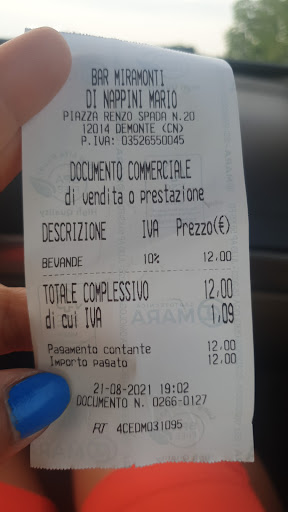 BAR MIRAMONTI
DI NAPPINI MARIO
PIAZZA RENZO SPADA N.20
12014 DEMONTE (CN)
P.IVA: 03526550045
DOCUMENTO COMMERCIALE
di vendita o prestazione
DESCRIZIONE IVA Prezzo(€)
BEVANDE 10% 12,00
TOTALE COMPLESSIVO 12,00
di cui IVA 1,09
Pagamento contante 12,00
Importo pagato 12,00
21-08-2021 19:02
DOCUMENTO N. 0266-0127
RT 4CEDM031095